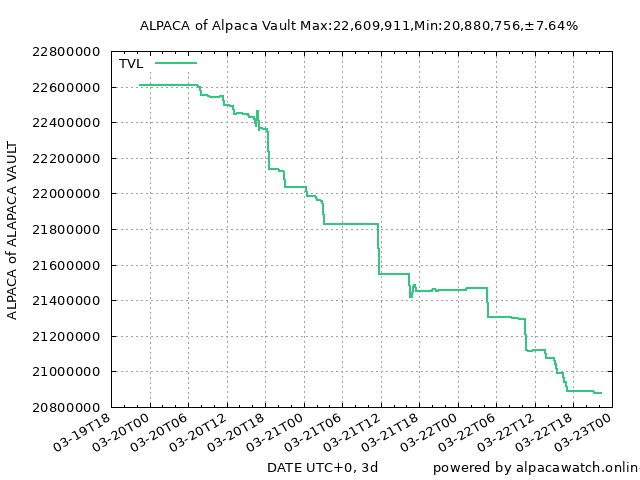 ALPACA of Alpaca Vault Max:22,609,911,Min:20,880,756,±7.64%
TVL
22800000
22600000
22400000
22200000
22000000
21800000
21600000
21400000
21200000
21000000
20800000
ALPACA of ALAPACA VAULT
03-19T18
03-20T00
03-20T06
03-20T12
03-20T18
03-21T00
03-21T06
03-21T12
03-21T18
03-22T00
03-22T06
03-22T12
03-22T18
03-23T00
DATE UTC+0, 3d
powered by alpacawatch.online